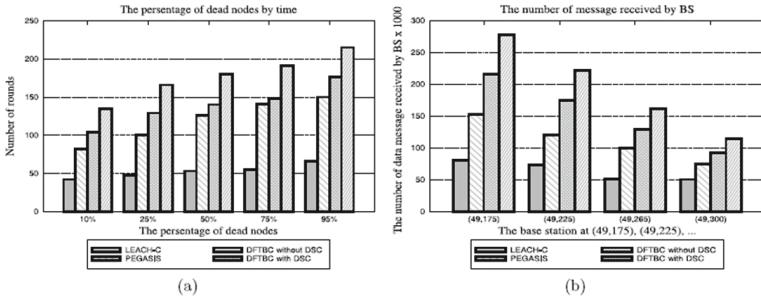 The persentage of dead nodes by time
250
200
150
100
50
0
Number of rounds
10% 25% 50% 75% 95%
The percentage of dead nodes
LEACH-C DFTBC without DSC
PEGASIS DFTBC with DSC
(a)
The number of message received by BS
300
250
200
150
100
50
0
The number of data message received by BS x 1000
(49,175) (49,225) (49,265) (49,300)
The base station at (49,175), (49,225), ...
LEACH-C DFTBC without DSC
PEGASIS DFTBC with DSC
(b)